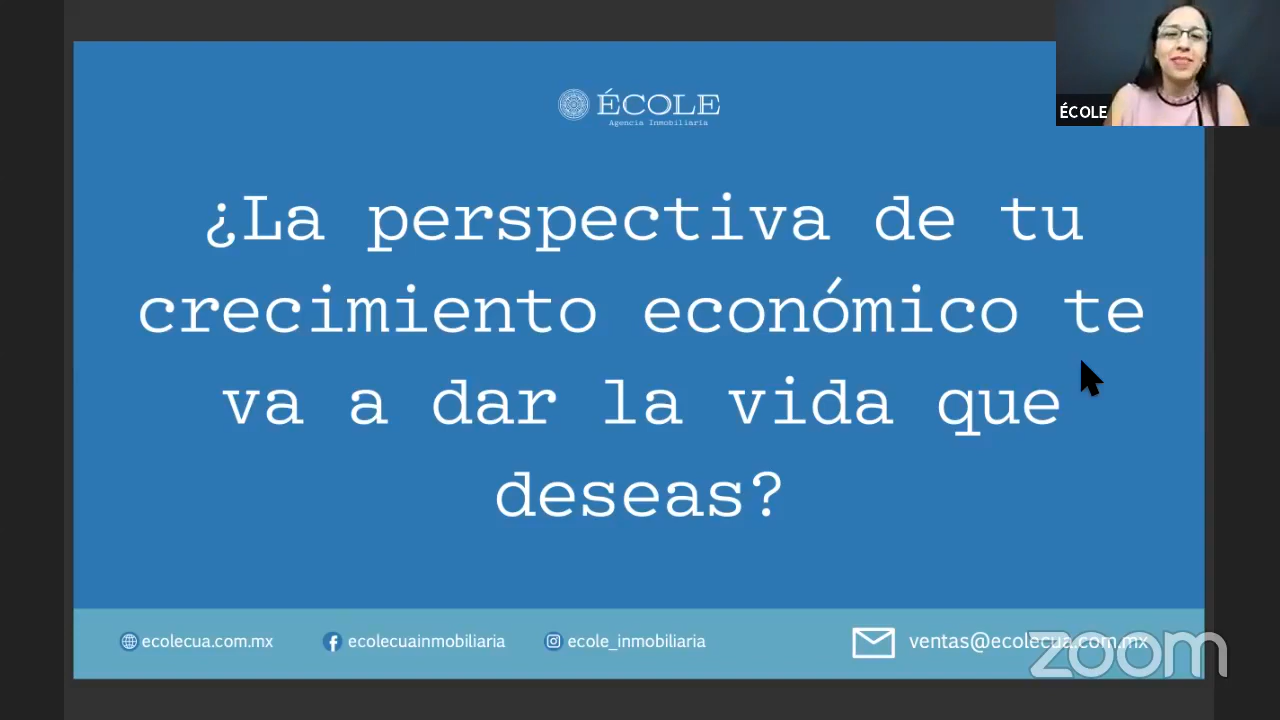 ÉCOLE
Agencia Inmobiliaria
ÉCOLE
¿La perspectiva de tu
crecimiento económico te
va a dar la vida que
deseas?
ecolecua.com.mx
ecolecuainmobiliaria
ecole_inmobiliaria
ventas@ecolecua.com.mx
zoom